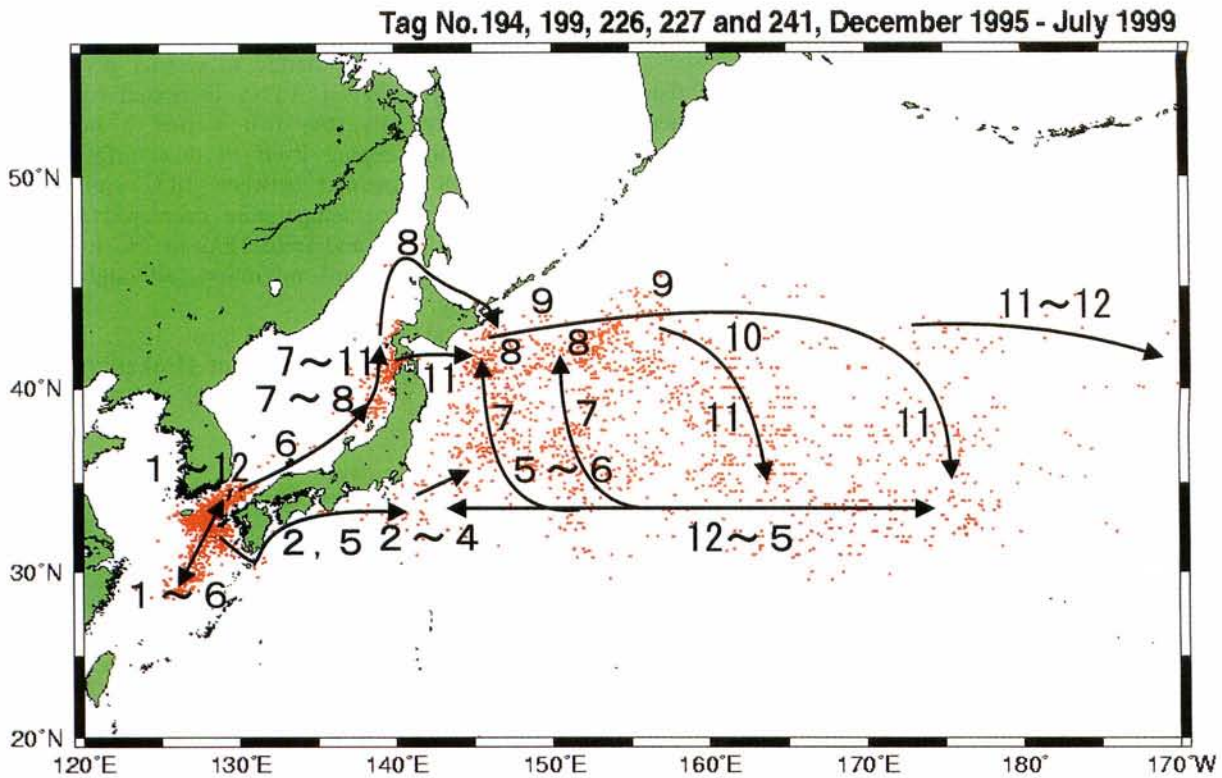 Tag No.194, 199, 226, 227 and 241, December 1995 - July 1999
50°N
8
9
9
11～12
7～11
11
8
8
10
40°N
7～8
7
7
11
11
6
1～12
5～6
2, 5
2～4
12～5
30°N
1～6
20°N
120°E
130°E
140°E
150°E
160°E
170°E
180°
170°W